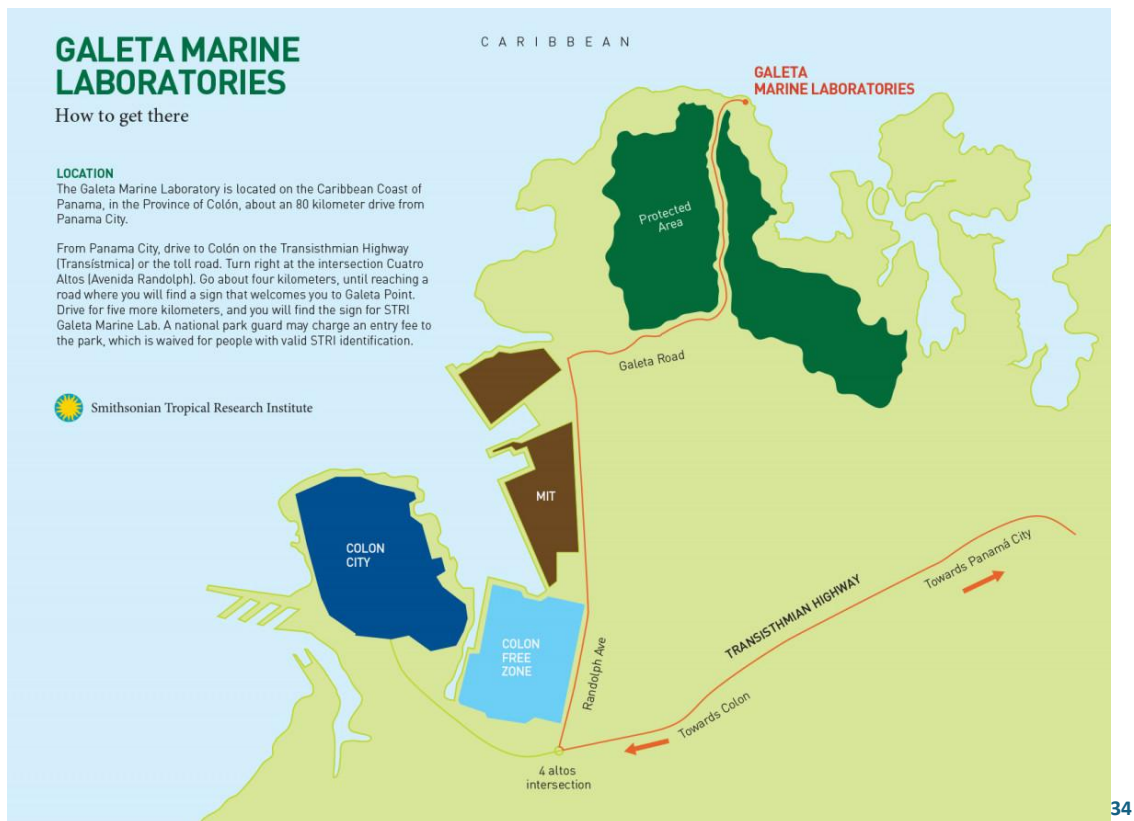 GALETA MARINE
LABORATORIES
How to get there
CARIBBEAN
GALETA
MARINE LABORATORIES
LOCATION
The Galeta Marine Laboratory is located on the Caribbean Coast of
Panama, in the Province of Colón, about an 80 kilometer drive from
Panama City.
From Panama City, drive to Colón on the Transisthmian Highway
(Transístmica) or the toll road. Turn right at the intersection Cuatro
Altos (Avenida Randolph). Go about four kilometers, until reaching a
road where you will find a sign that welcomes you to Galeta Point.
Drive for five more kilometers, and you will find the sign for STRI
Galeta Marine Lab. A national park guard may charge an entry fee to
the park, which is waived for people with valid STRI identification.
Smithsonian Tropical Research Institute
Protected
Area
Galeta Road
MIT
COLON
CITY
COLON
FREE
ZONE
Randolph Ave
TRANSISTHMIAN HIGHWAY
Towards Panamá City
Towards Colon
4 altos
intersection
34